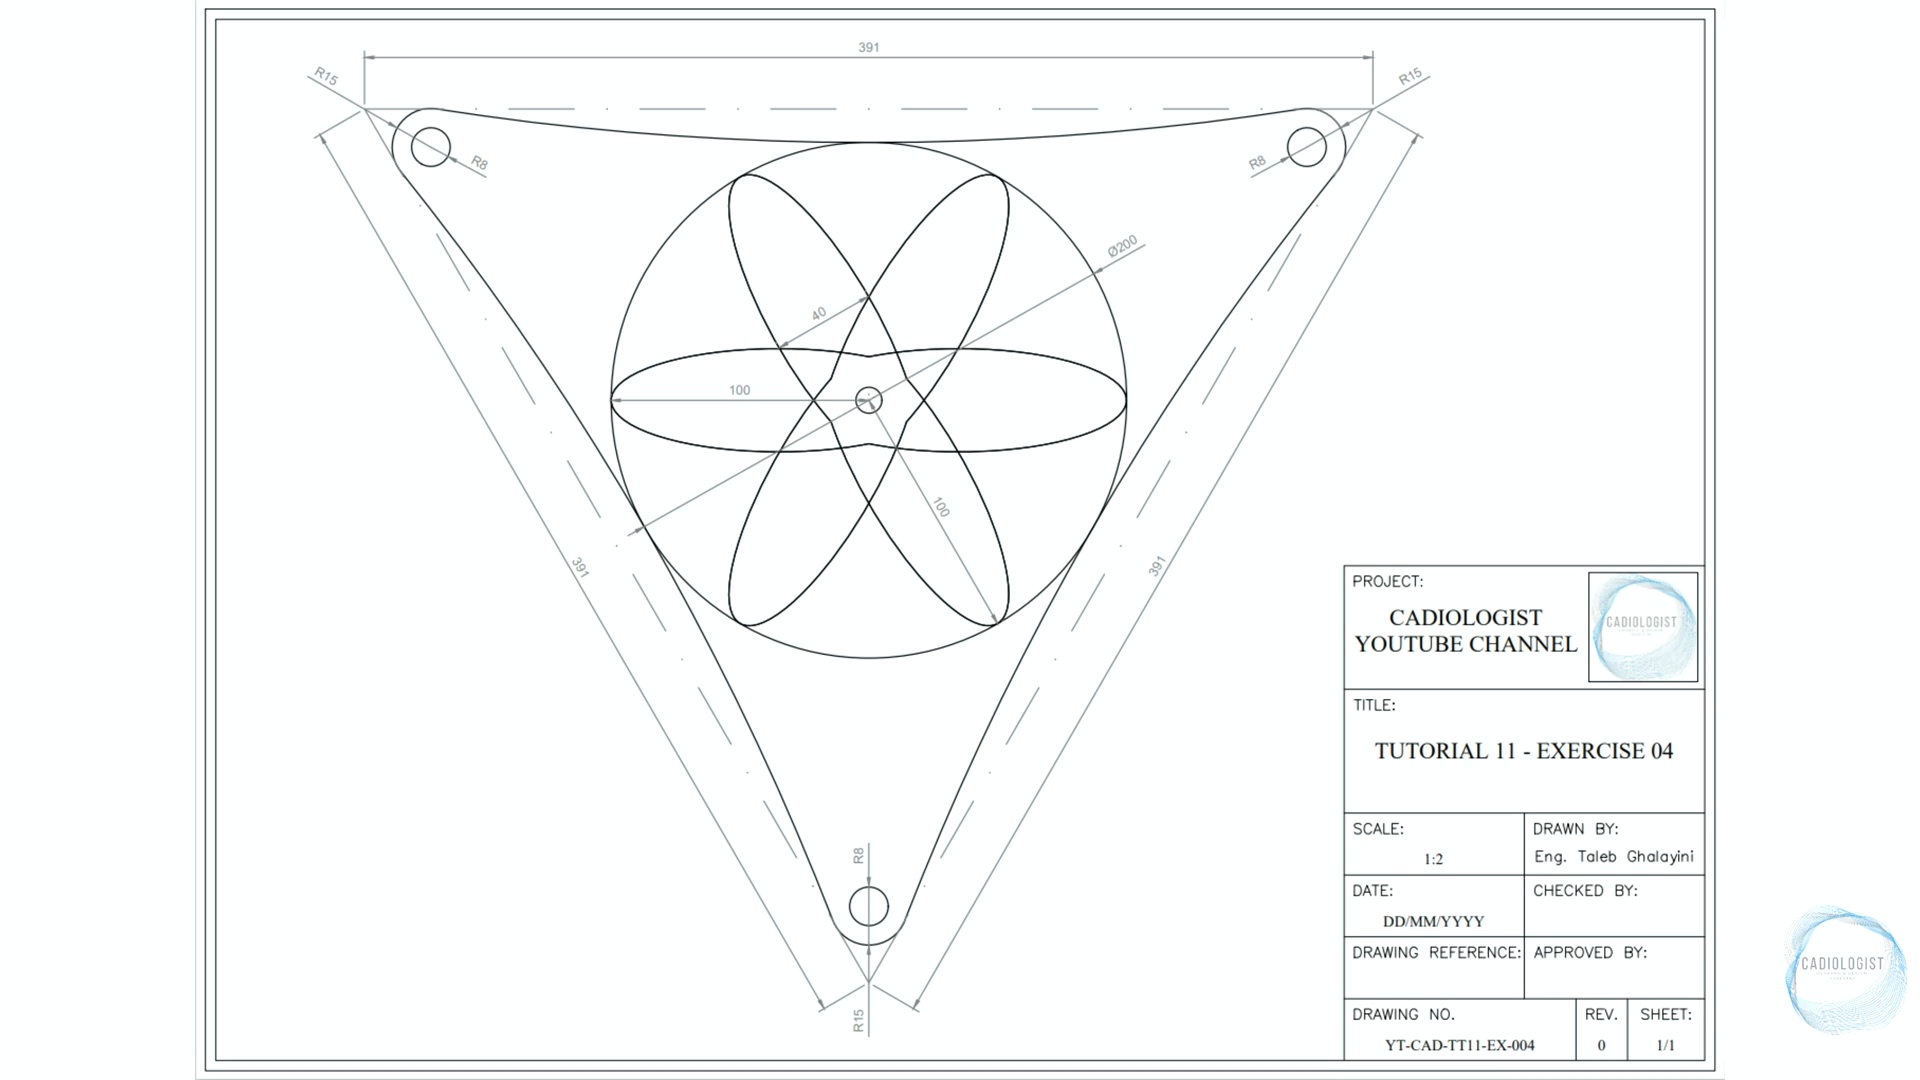 391
R15
R15
R8
R8
Ø200
40
100
100
391
391
R8
R15
PROJECT:
CADIOLOGIST
YOUTUBE CHANNEL
CADIOLOGIST
TITLE:
TUTORIAL 11 - EXERCISE 04
SCALE:
1:2
DRAWN BY:
Eng. Taleb Ghalayini
DATE:
DD/MM/YYYY
CHECKED BY:
DRAWING REFERENCE:
APPROVED BY:
DRAWING NO.
YT-CAD-TT11-EX-004
REV.
0
SHEET:
1/1
CADIOLOGIST